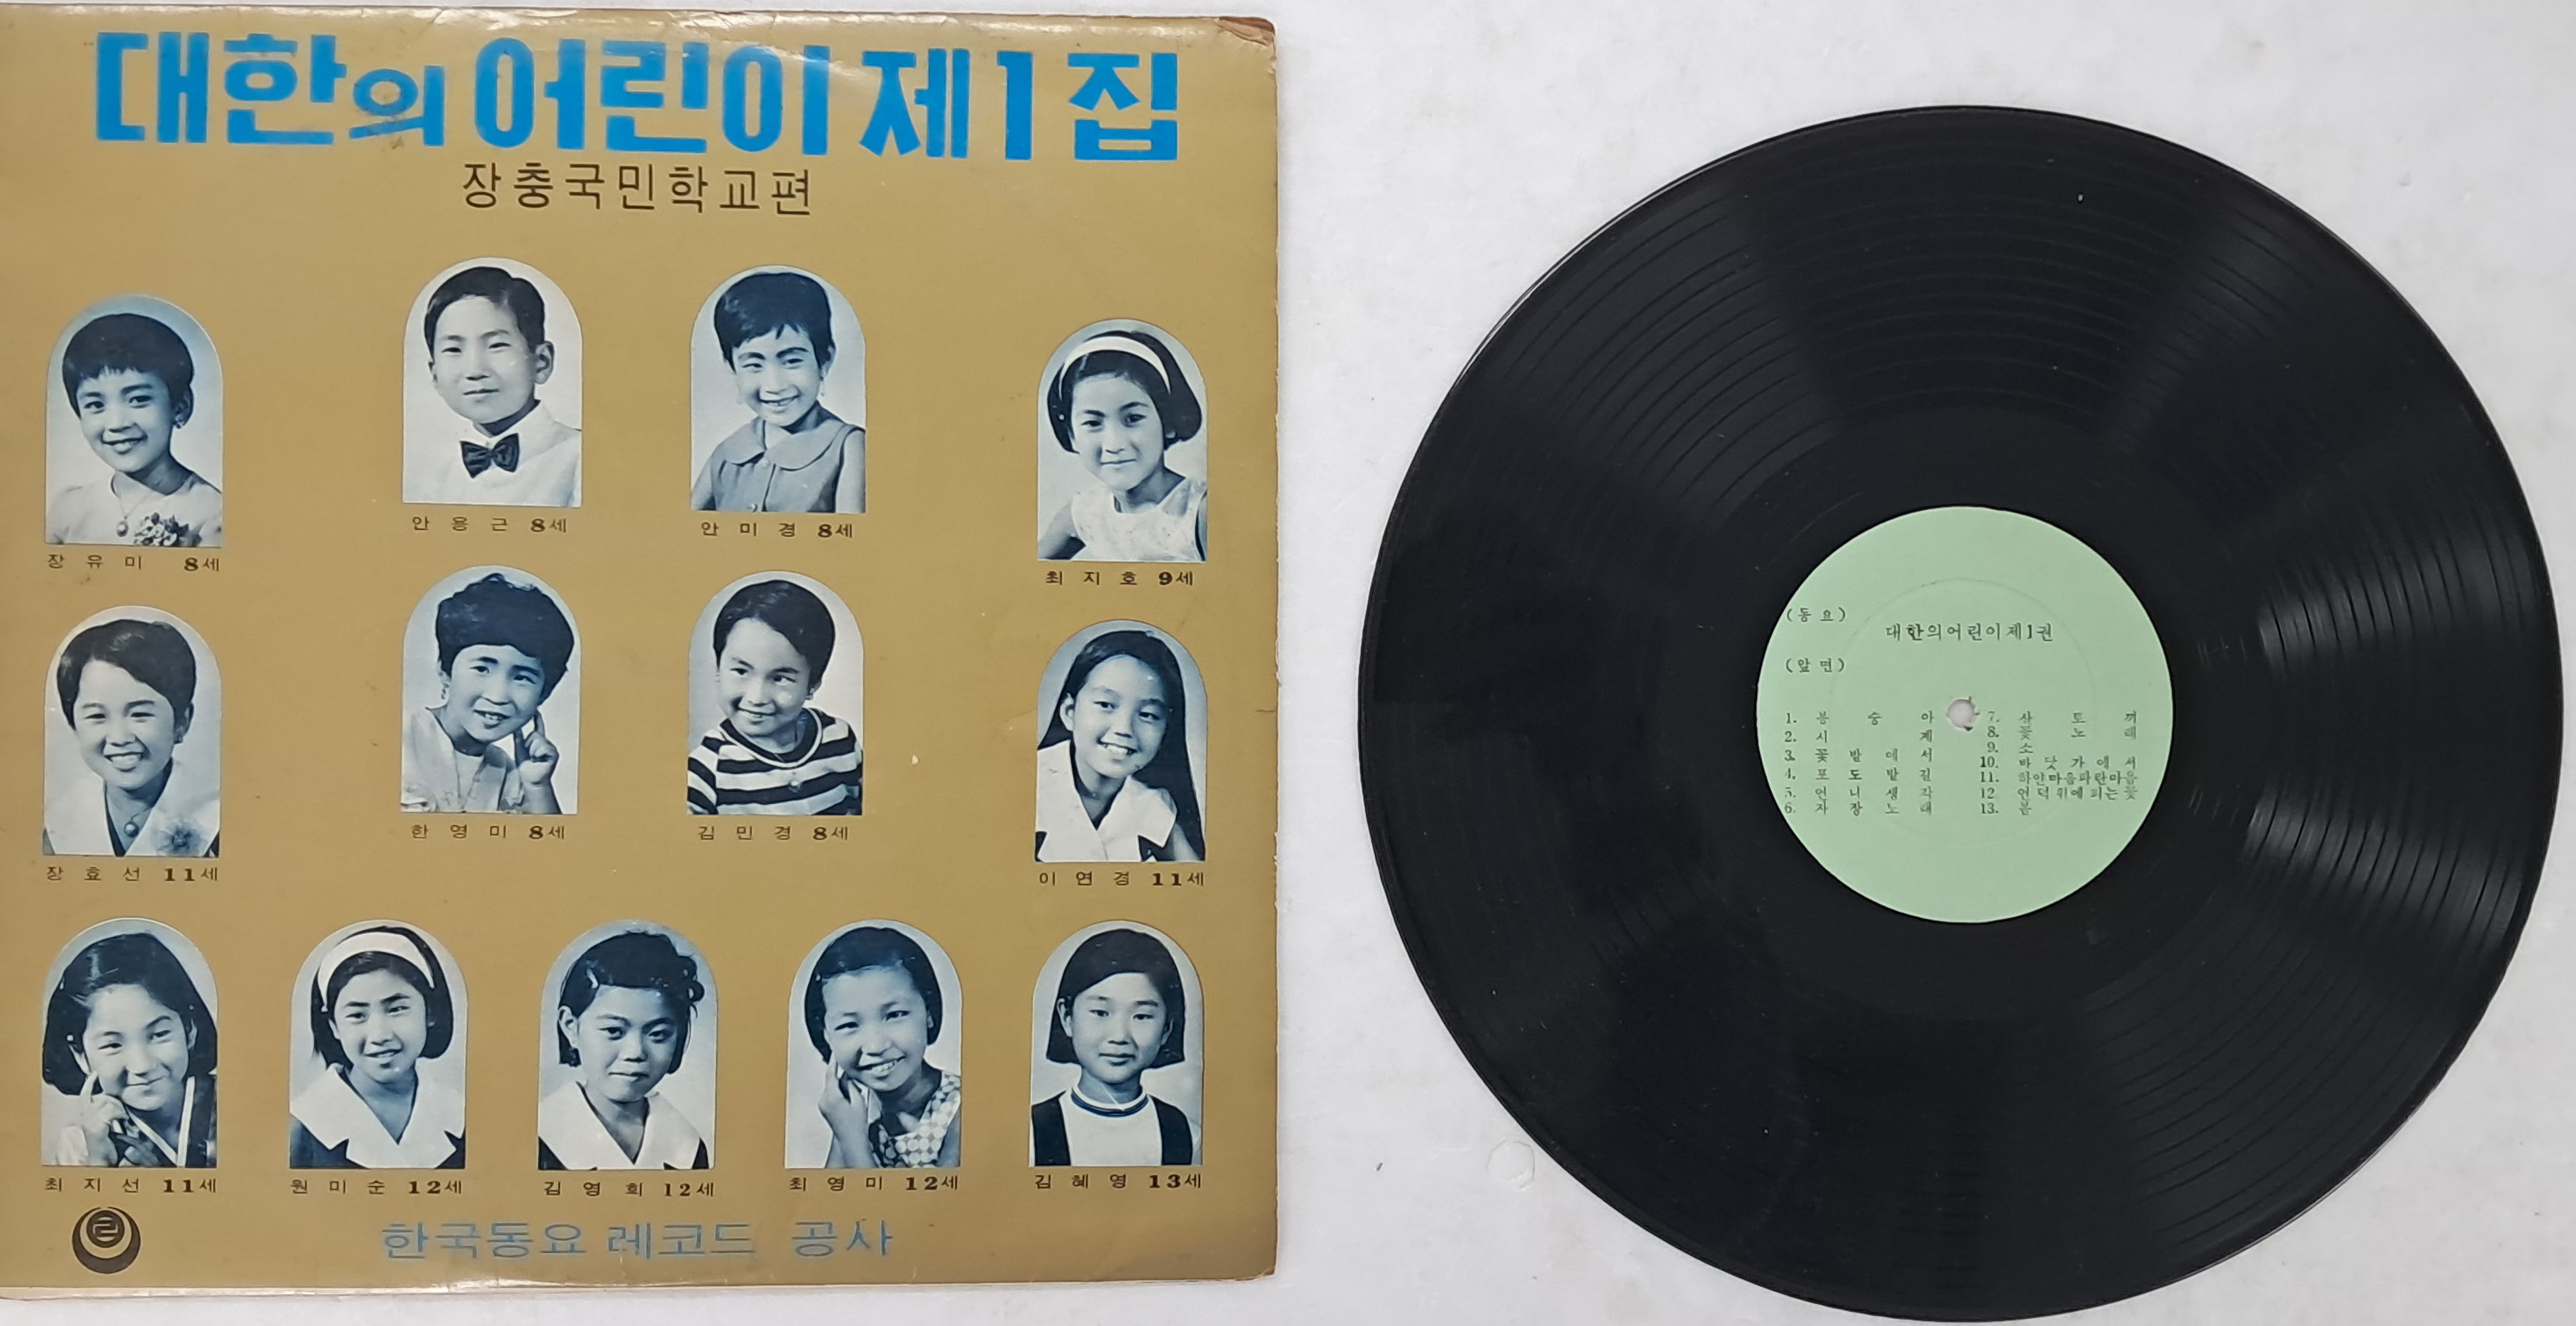 대한의 어린이 제1집
장충국민학교편
장유미 8세
안용근 8세
안미경 8세
최지호 9세
장효선 11세
한영미 8세
김민경 8세
이연경 11세
최지선 11세
원미순 12세
김영희 12세
최영미 12세
김혜영 13세
한국동요 레코드 공사
(동요)
대한의어린이제1권
(앞면)
1. 봉숭아
2. 시계
3. 꽃밭에서
4. 포도밭길
5. 언니생각
6. 자장노래
7. 산토끼
8. 꽃노래
9. 소
10. 바닷가에서
11. 하얀마음파란마음
12. 언덕위에피는꽃
13. 봄